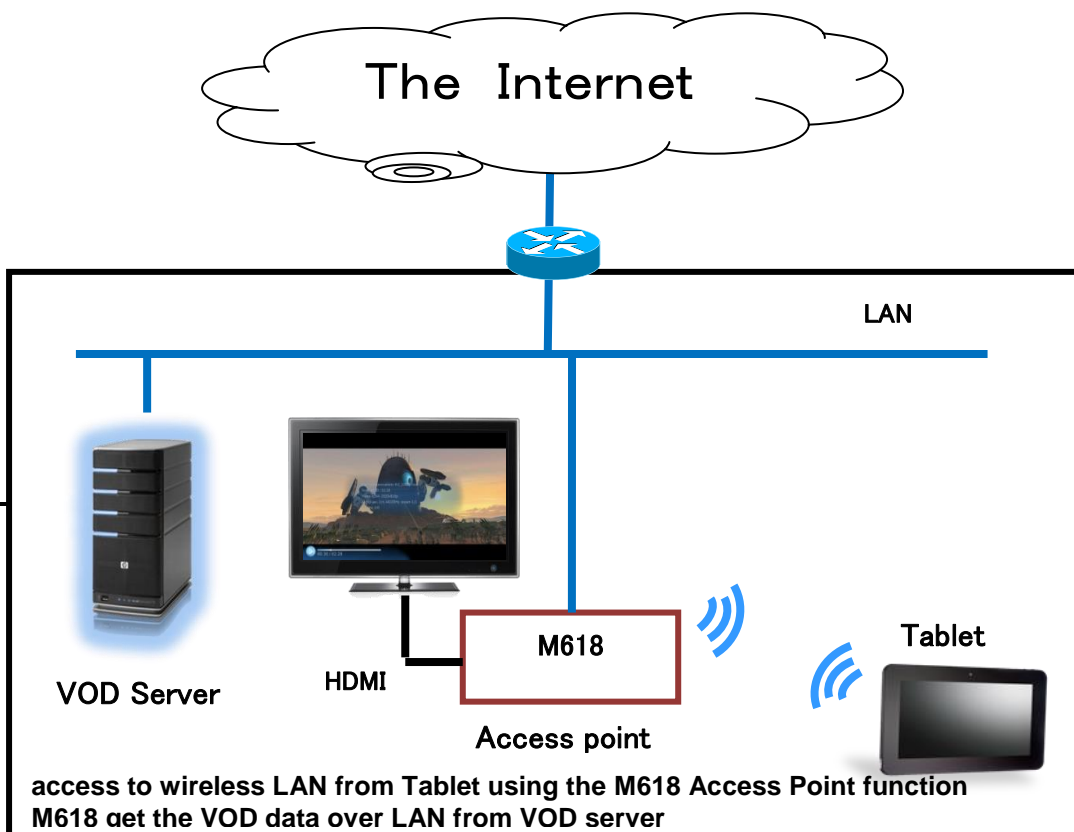 The Internet
LAN
VOD Server
HDMI
M618
Access point
Tablet
access to wireless LAN from Tablet using the M618 Access Point function
M618 get the VOD data over LAN from VOD server